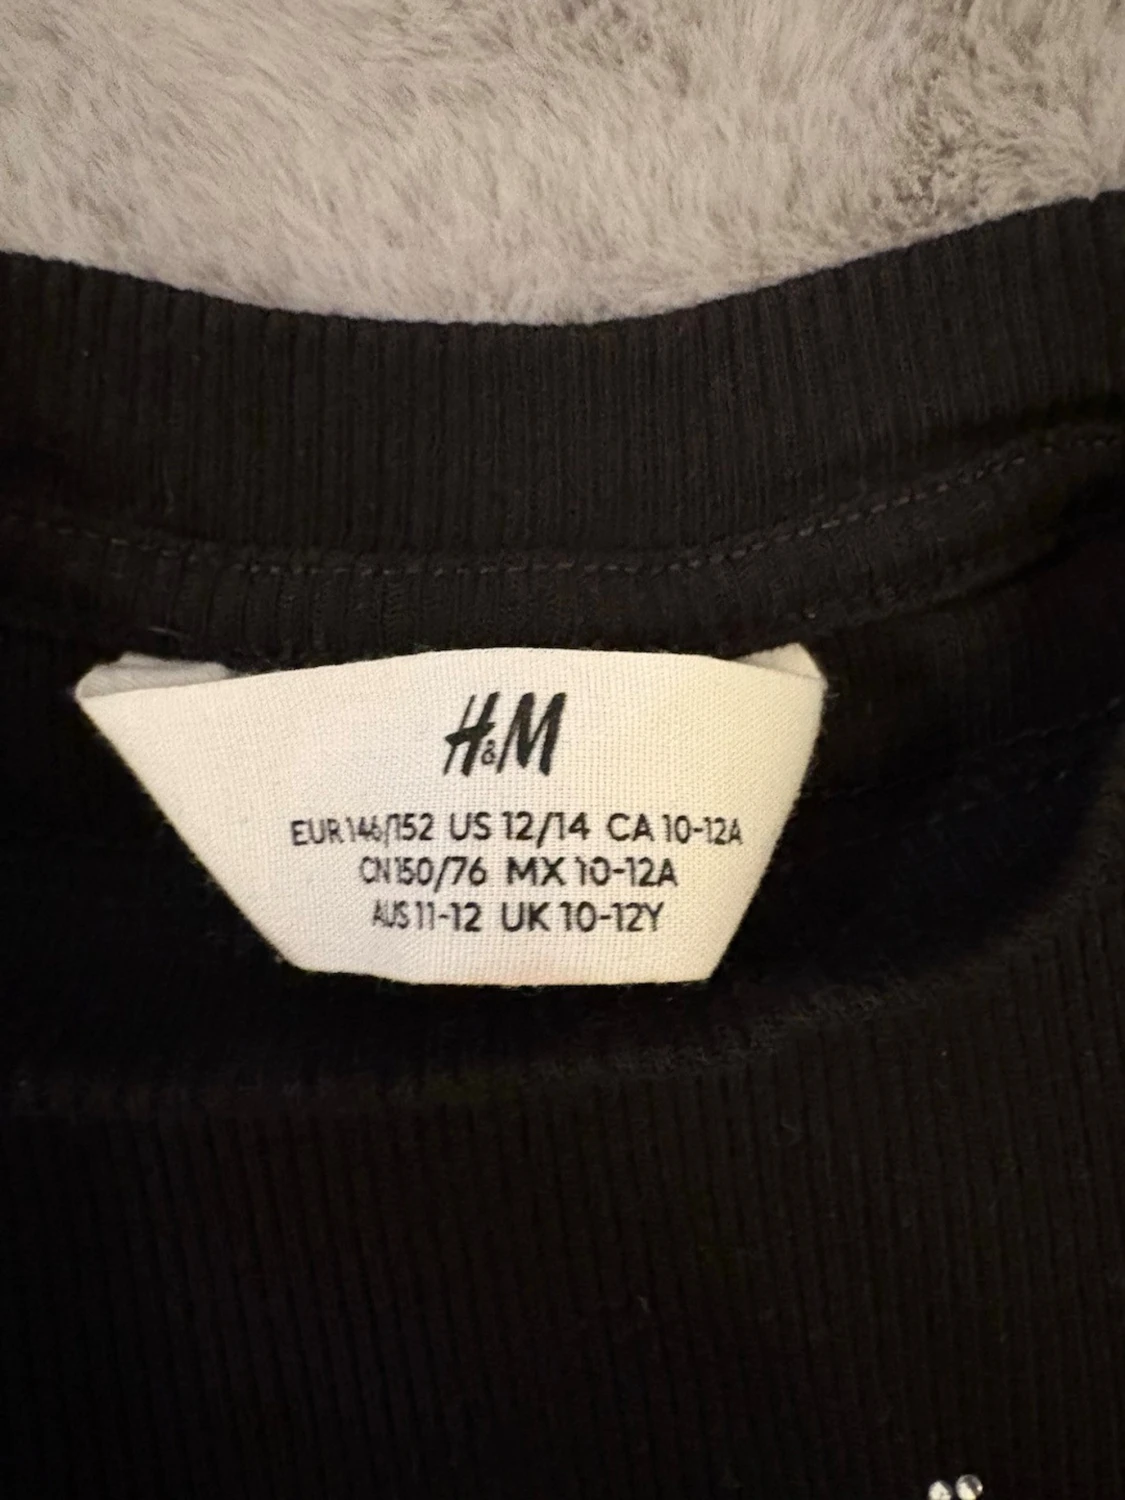 H&M
EUR 146/152 US 12/14 CA 10-12A
CN 150/76 MX 10-12A
AUS 11-12 UK 10-12Y